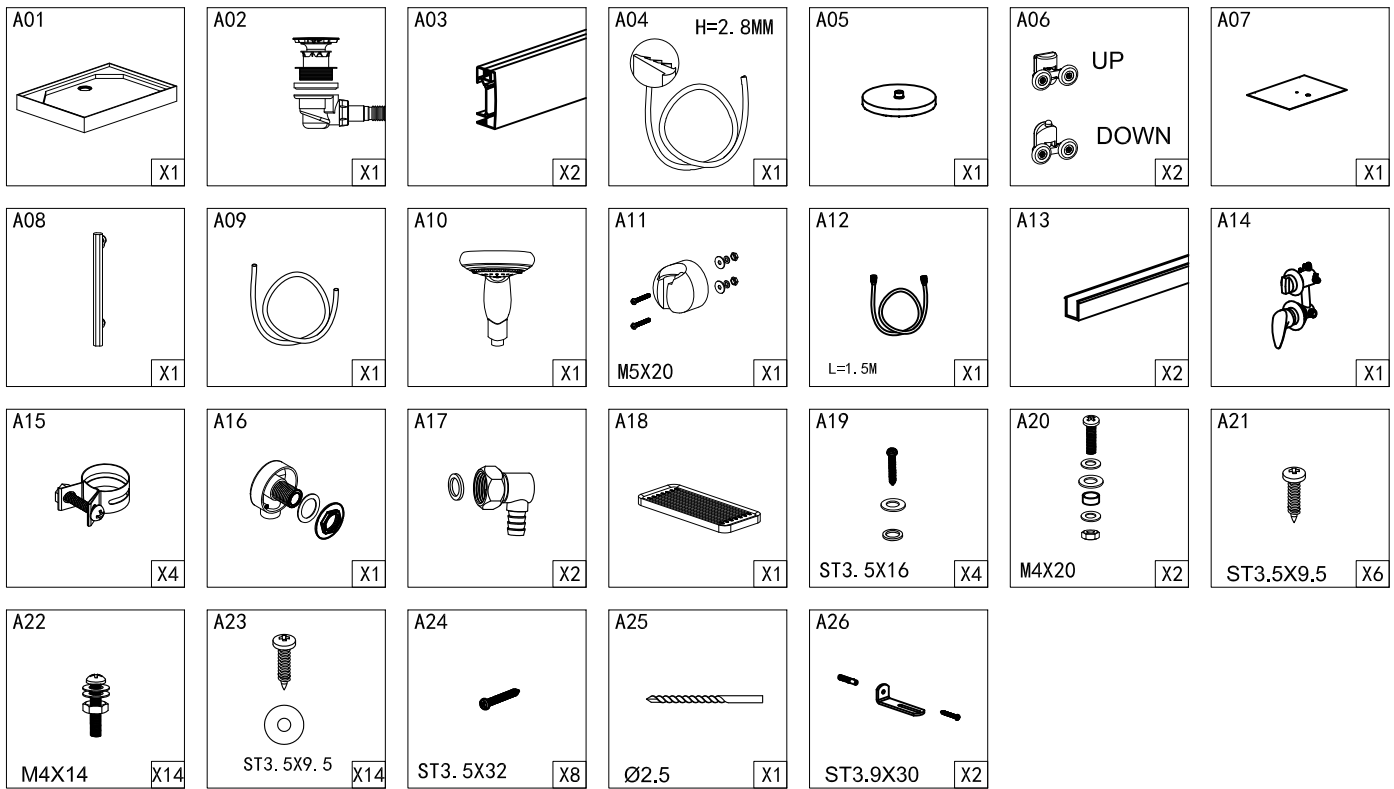 A01
X1
A02
X1
A03
X2
A04
H=2. 8MM
X1
A05
X1
A06
UP
DOWN
X2
A07
X1
A08
X1
A09
X1
A10
X1
A11
M5X20
X1
A12
L=1. 5M
X1
A13
X2
A14
X1
A15
X4
A16
X1
A17
X2
A18
X1
A19
ST3. 5X16
X4
A20
M4X20
X2
A21
ST3.5X9.5
X6
A22
M4X14
X14
A23
ST3. 5X9. 5
X14
A24
ST3. 5X32
X8
A25
Ø2.5
X1
A26
ST3.9X30
X2